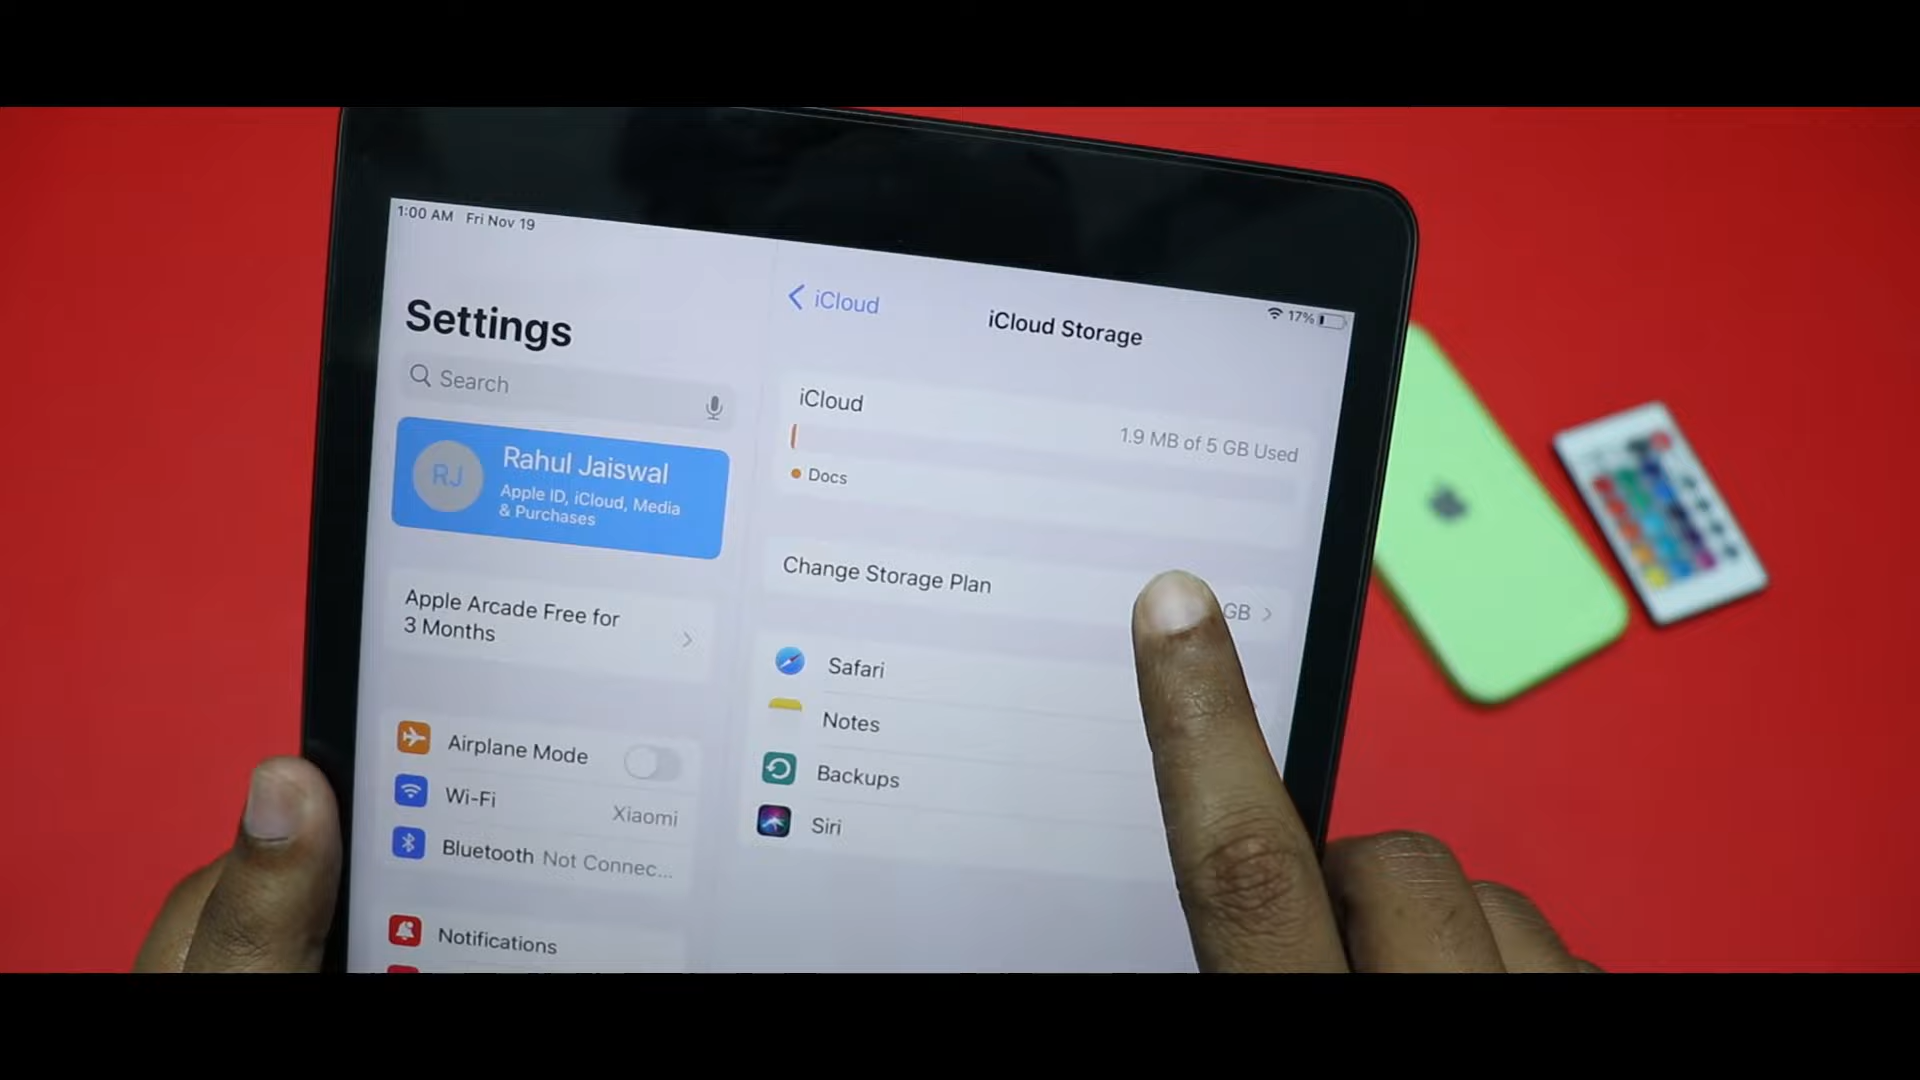 1:00 AM Fri Nov 19
17%
Settings
Search
RJ
Rahul Jaiswal
Apple ID, iCloud, Media
& Purchases
Apple Arcade Free for
3 Months
Airplane Mode
Wi-Fi
Xiaomi
Bluetooth
Not Connec...
Notifications
iCloud
iCloud Storage
iCloud
1.9 MB of 5 GB Used
Docs
Change Storage Plan
GB
Safari
Notes
Backups
Siri